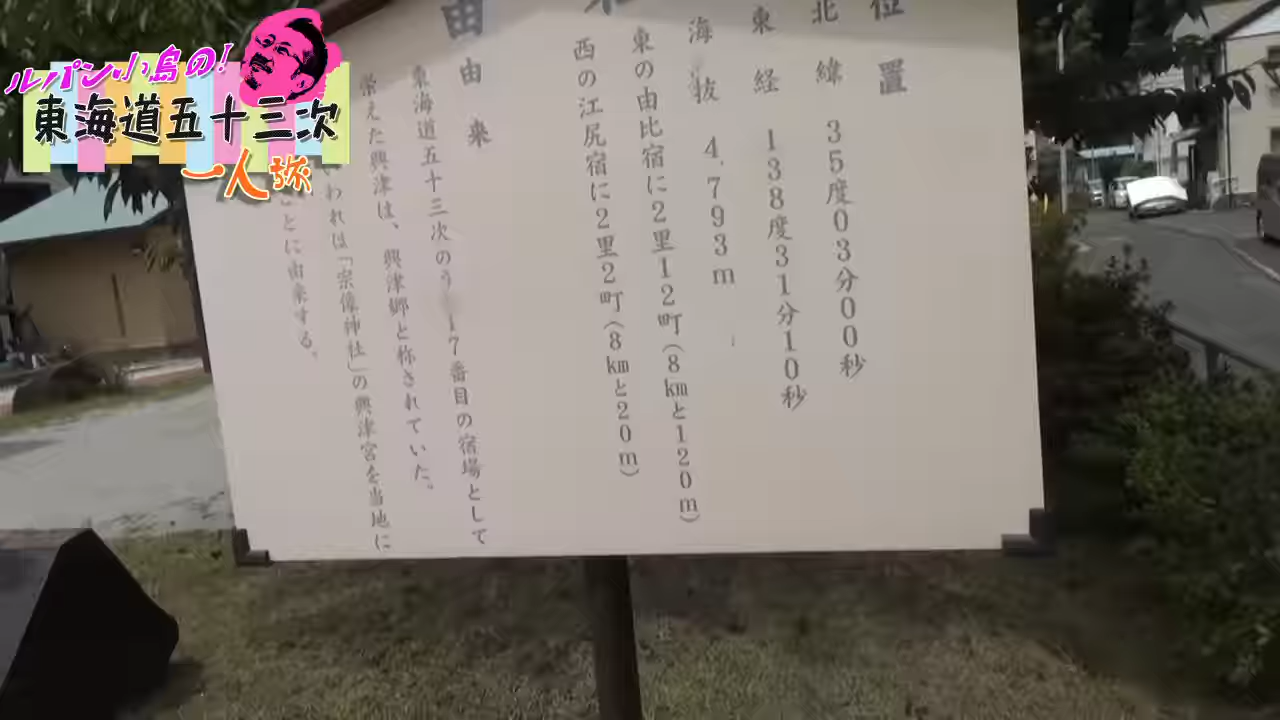 ルパン小島の!
東海道五十三次
一人旅
位置
北緯 35度03分00秒
東経 138度31分10秒
海抜 4.793m
東の由比宿に2里12町(8kmと120m)
西の江尻宿に2里2町(8kmと20m)
由来
東海道五十三次のう 17番目の宿場として
栄えた興津は、興津郷と称されていた。
われは「宗像神社」の興津宮を当地に
とに由来する。